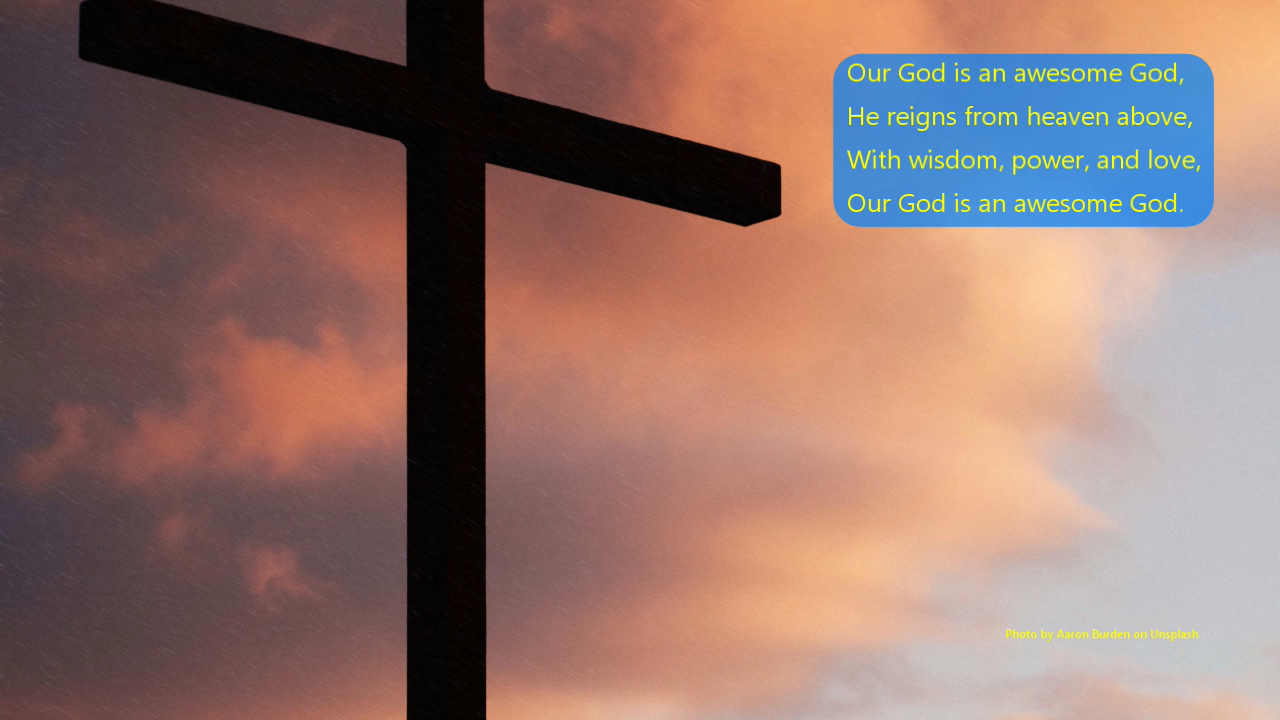 Our God is an awesome God,
He reigns from heaven above,
With wisdom, power, and love,
Our God is an awesome God.
Photo by Aaron Burden on Unsplash